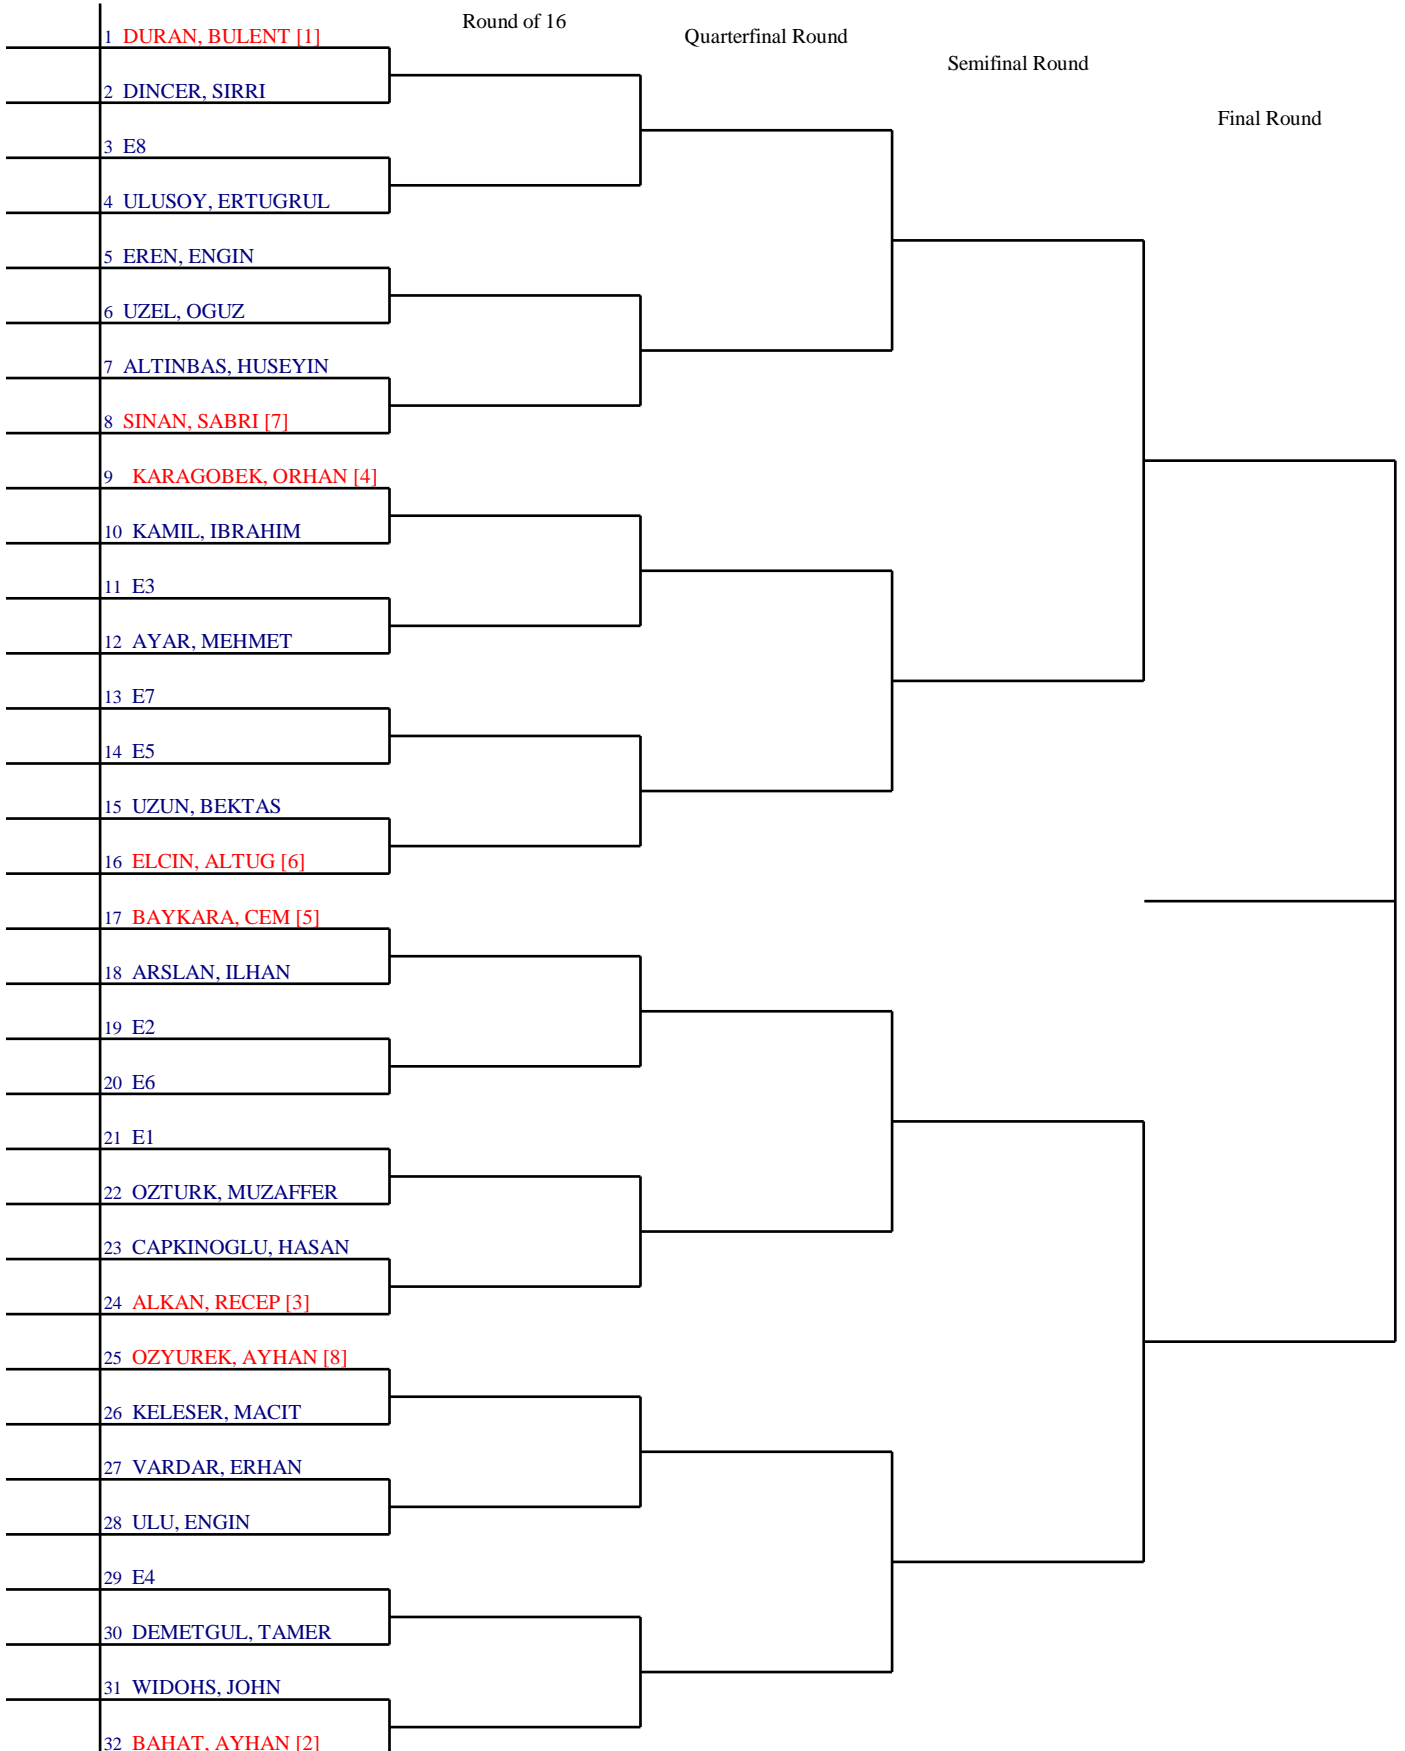 Round of 16
Quarterfinal Round
Semifinal Round
Final Round
1 DURAN, BULENT [1]
2 DINCER, SIRRI
3 E8
4 ULUSOY, ERTUGRUL
5 EREN, ENGIN
6 UZEL, OGUZ
7 ALTINBAS, HUSEYIN
8 SINAN, SABRI [7]
9 KARAGOBEK, ORHAN [4]
10 KAMIL, IBRAHIM
11 E3
12 AYAR, MEHMET
13 E7
14 E5
15 UZUN, BEKTAS
16 ELCIN, ALTUG [6]
17 BAYKARA, CEM [5]
18 ARSLAN, ILHAN
19 E2
20 E6
21 E1
22 OZTURK, MUZAFFER
23 CAPKINOGLU, HASAN
24 ALKAN, RECEP [3]
25 OZYUREK, AYHAN [8]
26 KELESER, MACIT
27 VARDAR, ERHAN
28 ULU, ENGIN
29 E4
30 DEMETGUL, TAMER
31 WIDOHS, JOHN
32 BAHAT, AYHAN [2]